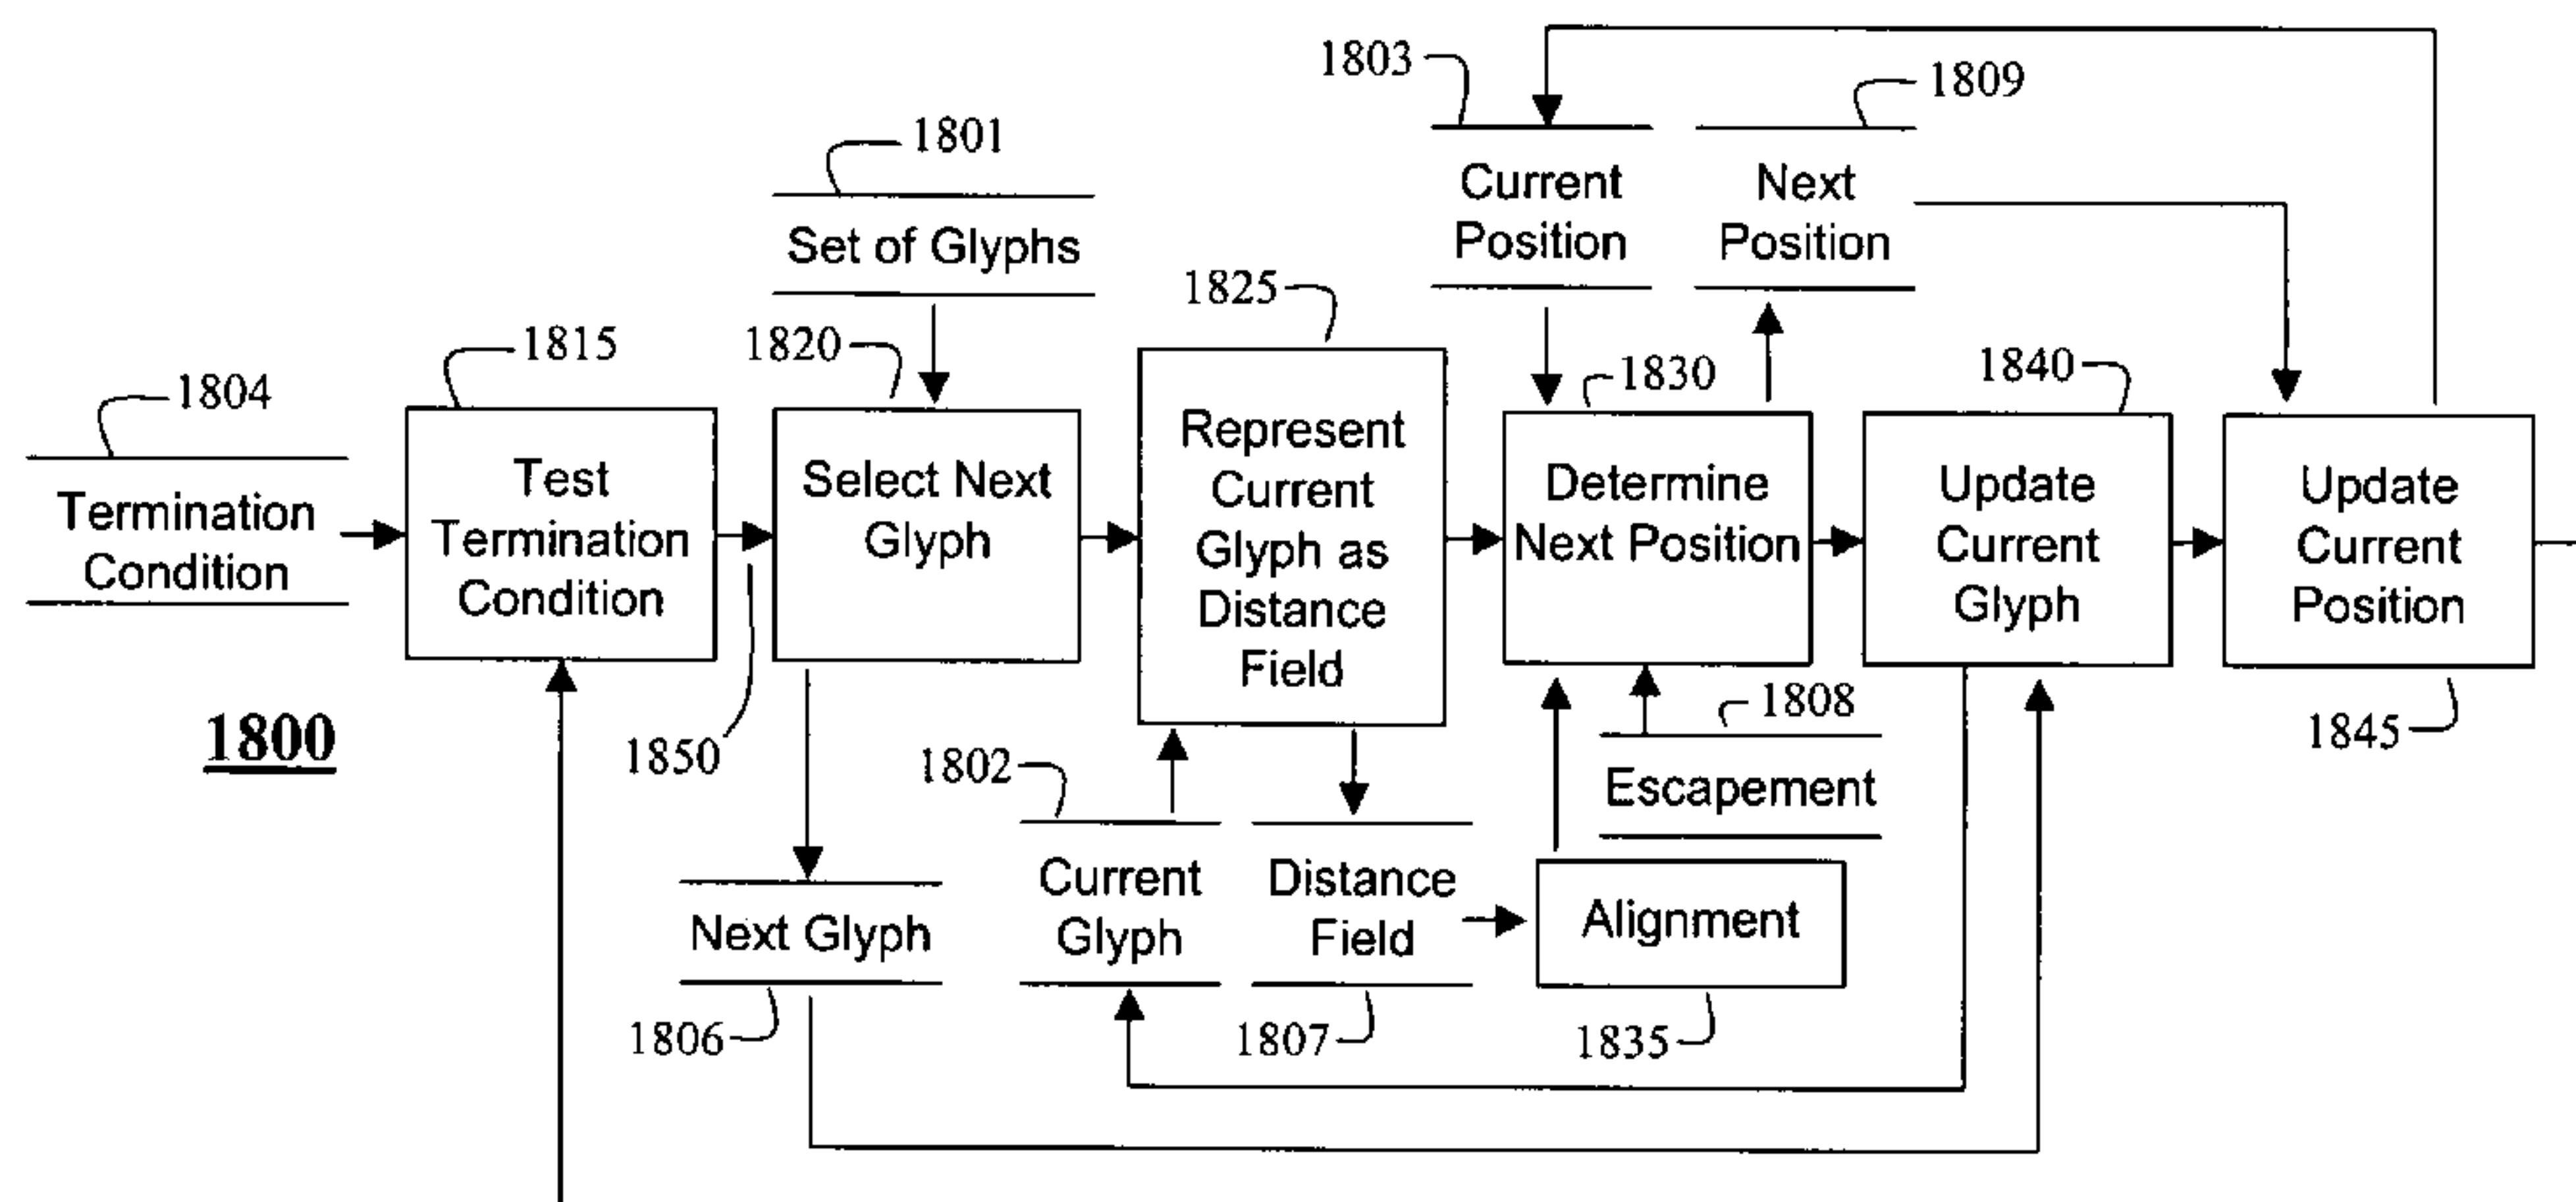 1803
1809
1801
Current
Position
Next
Position
Set of Glyphs
1825
1815
1820
1830
1840
1804
Termination
Condition
Test
Termination
Condition
Select Next
Glyph
Represent
Current
Glyph as
Distance
Field
Determine
Next Position
Update
Current
Glyph
Update
Current
Position
1800
1850
1802
1808
1845
Escapement
Next Glyph
Current
Glyph
Distance
Field
Alignment
1806
1807
1835